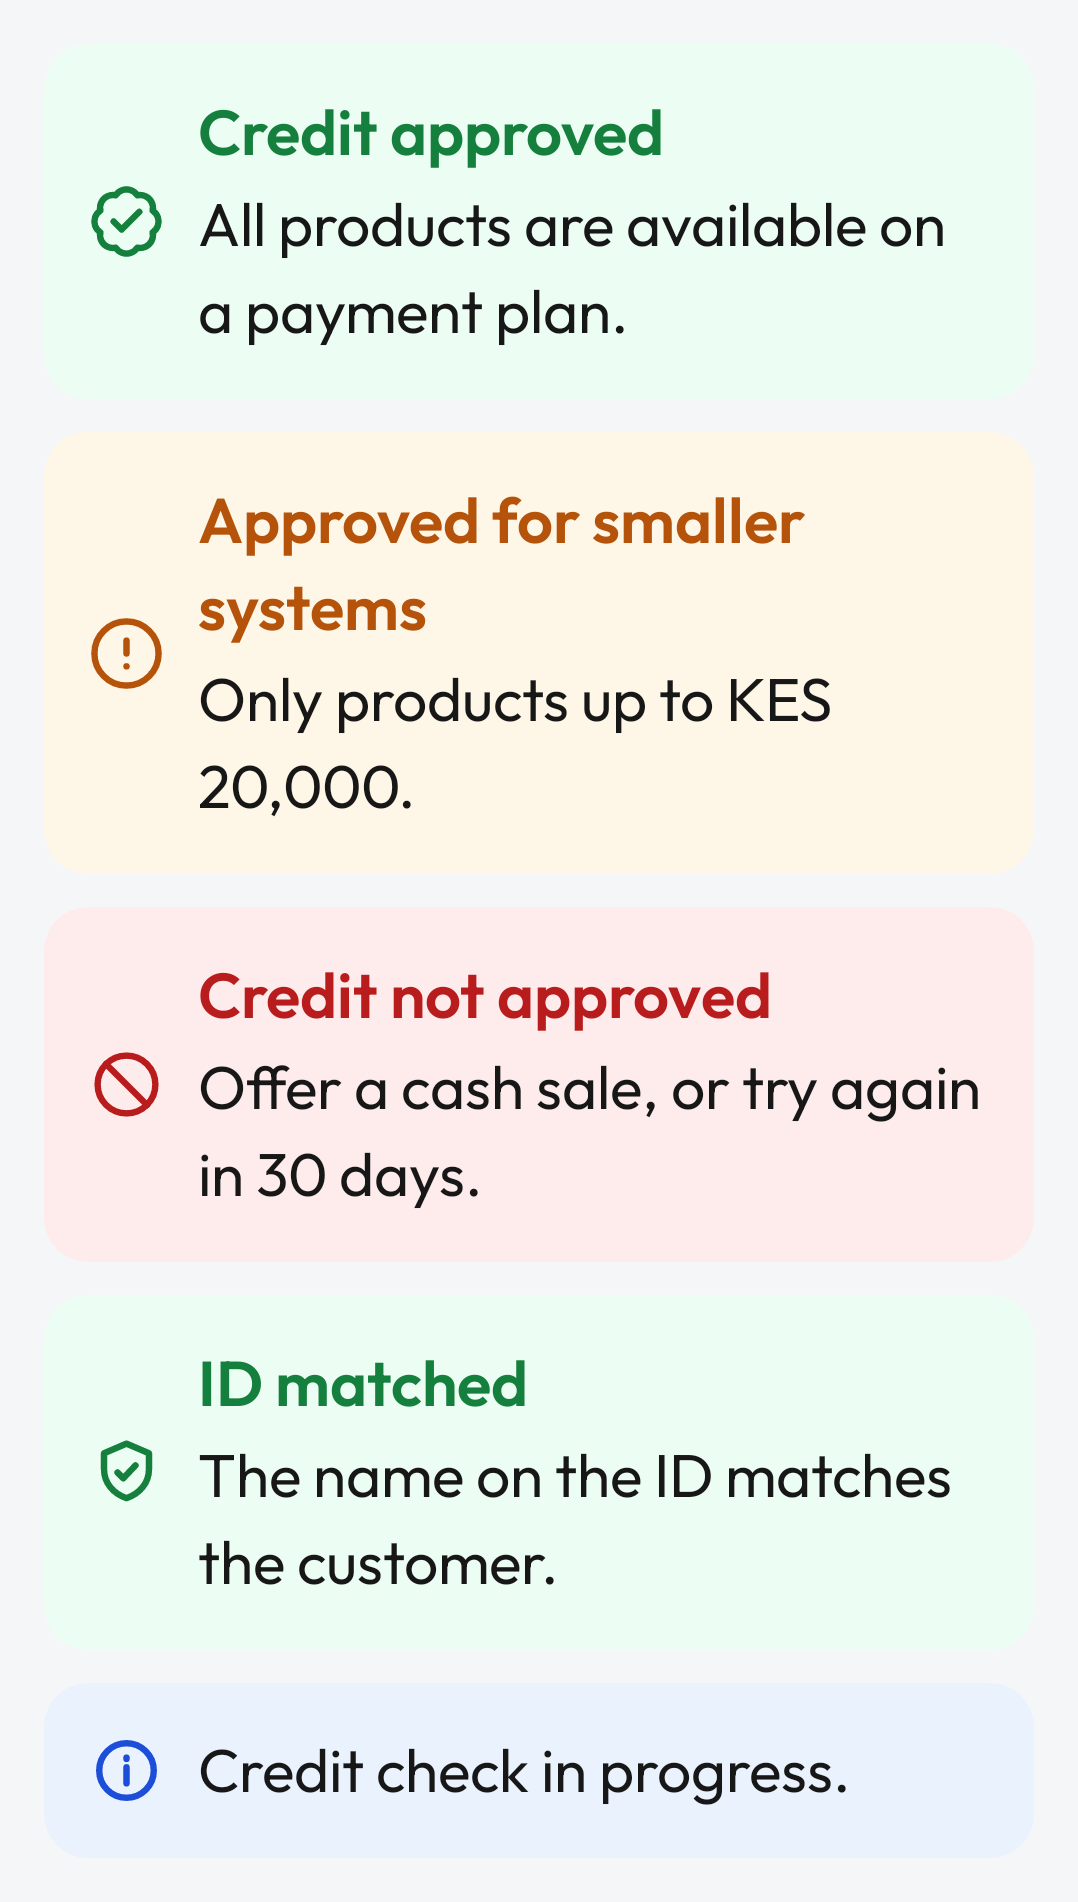 Credit approved
All products are available on
a payment plan.
Approved for smaller
systems
Only products up to KES
20,000.
Credit not approved
Offer a cash sale, or try again
in 30 days.
ID matched
The name on the ID matches
the customer.
Credit check in progress.